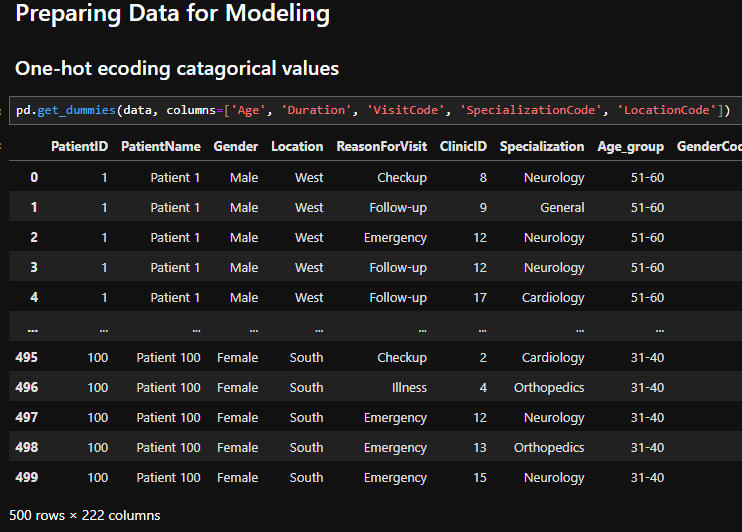 Preparing Data for Modeling
One-hot ecoding catagorical values
pd.get_dummies(data, columns=['Age', 'Duration', 'VisitCode', 'SpecializationCode', 'LocationCode'])
PatientID PatientName Gender Location ReasonForVisit ClinicID Specialization Age_group GenderCod
0 1 Patient 1 Male West Checkup 8 Neurology 51-60
1 1 Patient 1 Male West Follow-up 9 General 51-60
2 1 Patient 1 Male West Emergency 12 Neurology 51-60
3 1 Patient 1 Male West Follow-up 12 Neurology 51-60
4 1 Patient 1 Male West Follow-up 17 Cardiology 51-60
... ... ... ... ... ... ... ... ...
495 100 Patient 100 Female South Checkup 2 Cardiology 31-40
496 100 Patient 100 Female South Illness 4 Orthopedics 31-40
497 100 Patient 100 Female South Emergency 12 Neurology 31-40
498 100 Patient 100 Female South Emergency 13 Orthopedics 31-40
499 100 Patient 100 Female South Emergency 15 Neurology 31-40
500 rows × 222 columns